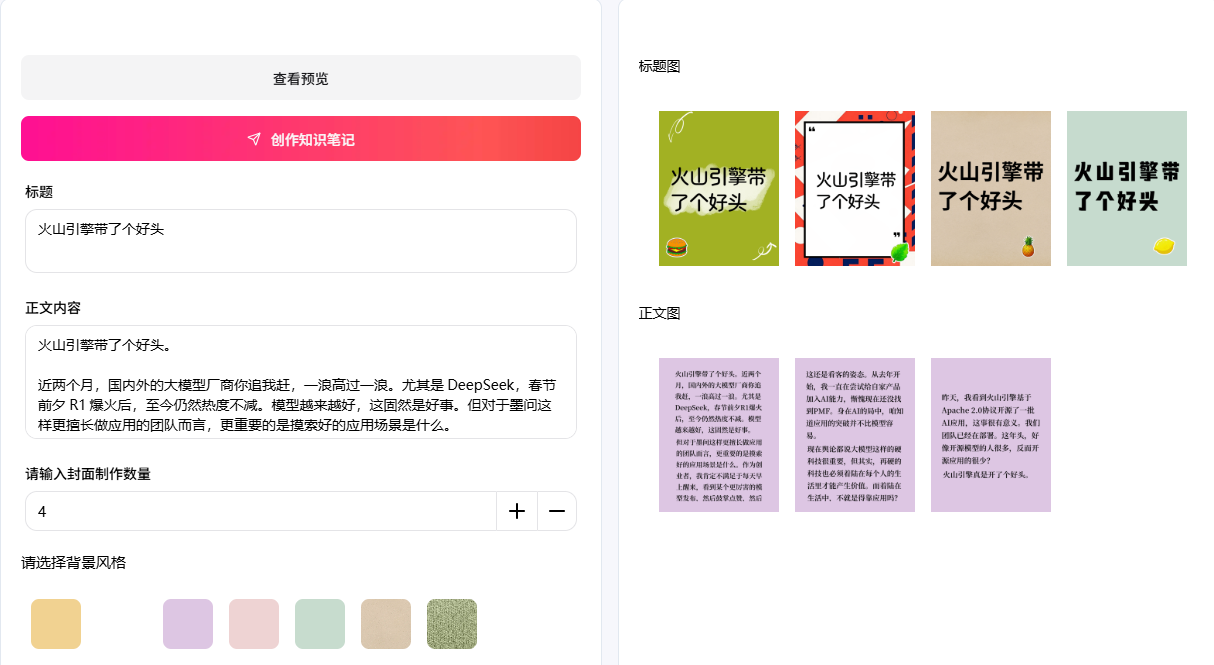 查看预览
创作知识笔记
标题
火山引擎带了个好头
正文内容
火山引擎带了个好头。
近两个月，国内外的大模型厂商你追我赶，一浪高过一浪。尤其是 DeepSeek，春节
前夕 R1 爆火后，至今仍然热度不减。模型越来越好，这固然是好事。但对于墨问这
样更擅长做应用的团队而言，更重要的是摸索好的应用场景是什么。
请输入封面制作数量
4
请选择背景风格
标题图
火山引擎带
了个好头
火山引擎带
了个好头
火山引擎带
了个好头
火山引擎带
了个好头
正文图
火山引擎带了个好头。近两个
月，国内外的大模型厂商你追
我赶，一浪高过一浪。尤其是
DeepSeek，春节前夕R1爆火
后，至今仍然热度不减。模型
越来越好，这固然是好事。
但对于墨问这样更擅长做应用
的团队而言，更重要的是摸索
好的应用场景是什么。作为创
业者，我肯定不满足于每天早
上醒来，看到某个更厉害的模
型发布，然后鼓掌点赞，然后
这还是看客的姿态。从去年开
始，我一直在尝试给自家产品
加入AI能力，惭愧现在还没找
到PMF。身在AI的局中，咱知
道应用的突破并不比模型容
易。
现在舆论都说大模型这样的硬
科技很重要，但其实，再硬的
科技也必须着陆在每个人的生
活里才能产生价值。而着陆在
生活中，不就是得靠应用吗？
昨天，我看到火山引擎基于
Apache 2.0协议开源了一批
AI应用，这事很有意义。我们
团队已经在部署。这年头，好
像开源模型的人很多，反而开
源应用的很少？
火山引擎真是开了个好头。